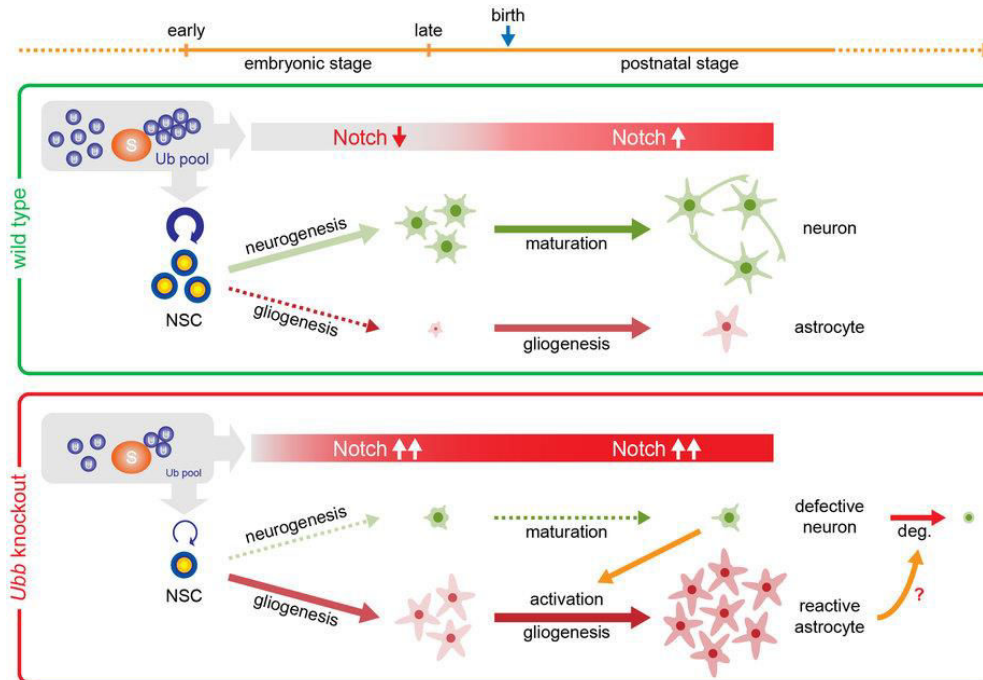 birth
early
late
embryonic stage
postnatal stage
wild type
S
Ub pool
Notch
Notch
neurogenesis
maturation
neuron
NSC
gliogenesis
gliogenesis
astrocyte
Ubb knockout
S
Ub pool
Notch
Notch
neurogenesis
maturation
defective
neuron
deg.
NSC
gliogenesis
activation
gliogenesis
reactive
astrocyte
?